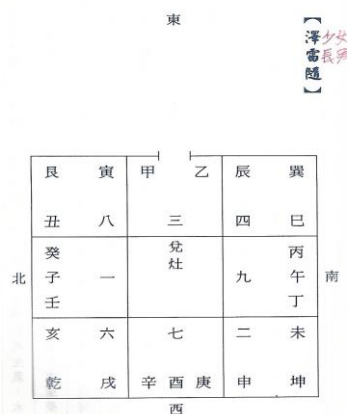 東
【澤雷隨】
少女
長男
艮 寅 甲 乙 辰 巽
丑 八 三 四 巳
兌灶
癸 丙
北 子 一 九 午 南
壬 丁
亥 六 七 二 未
乾 戌 辛 酉 庚 申 坤
西